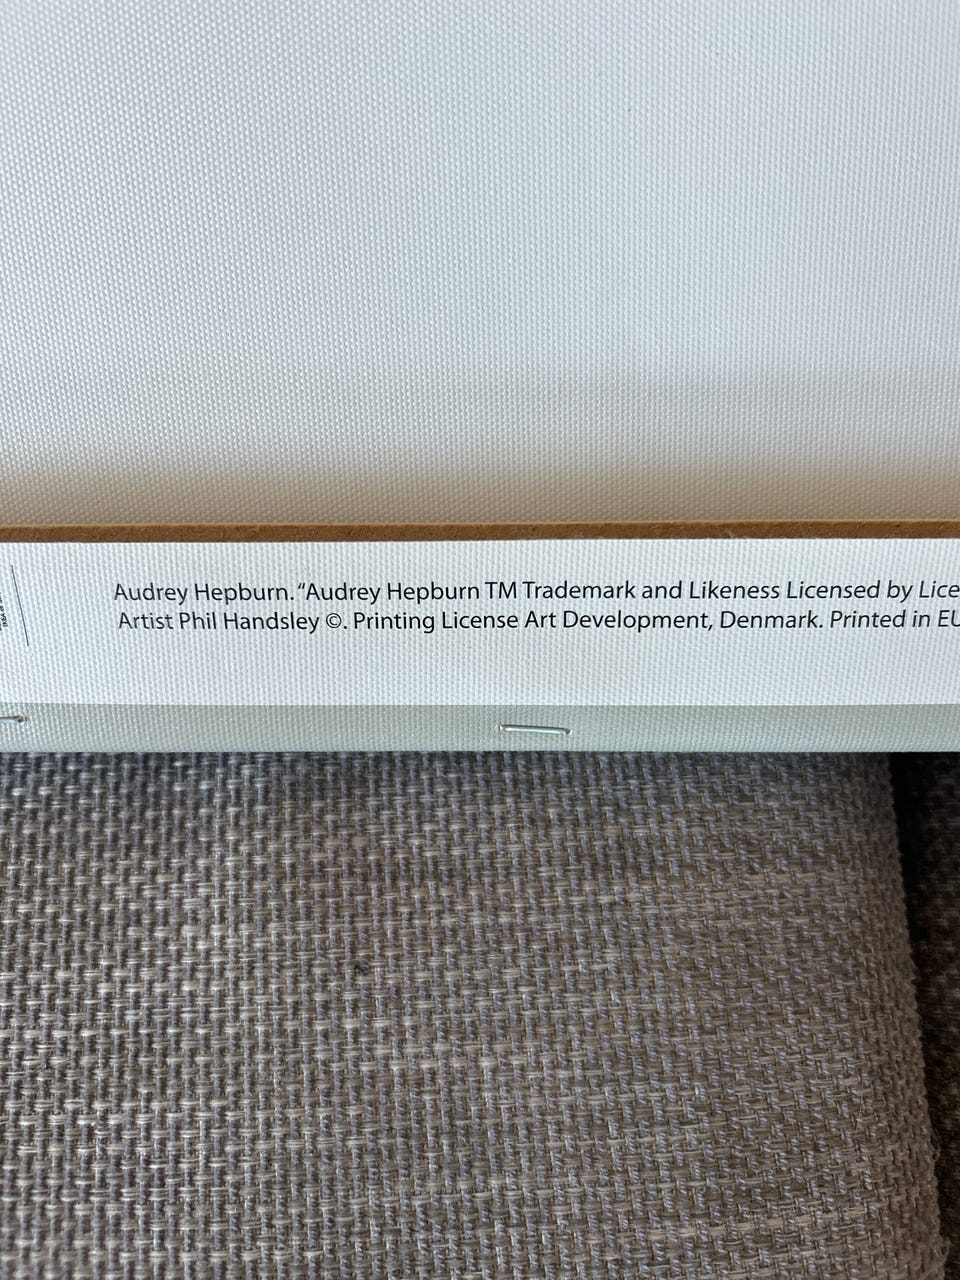 Audrey Hepburn. “Audrey Hepburn TM Trademark and Likeness Licensed by Lice
Artist Phil Handsley ©. Printing License Art Development, Denmark. Printed in EU